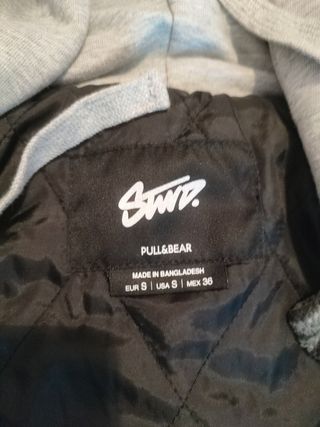 STWD.
PULL&BEAR
MADE IN BANGLADESH
EUR S | USA S | MEX 36